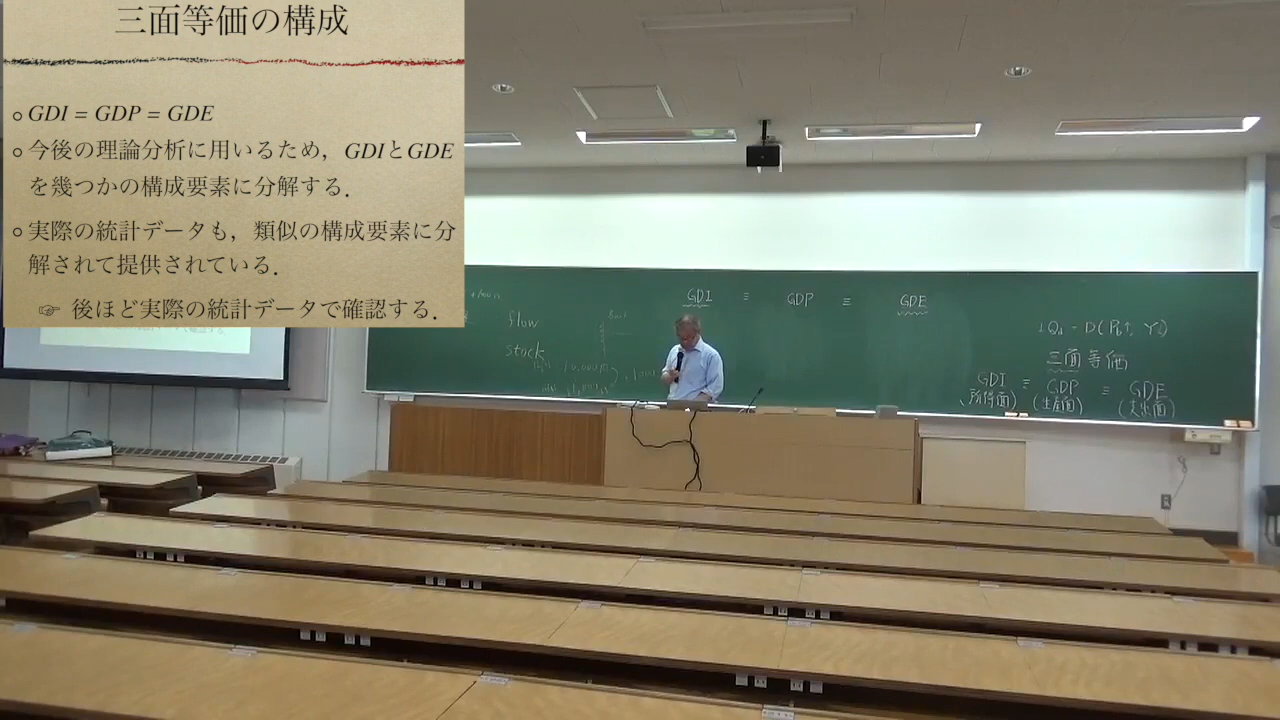 三面等価の構成
GDI = GDP = GDE
今後の理論分析に用いるため，GDIとGDE
を幾つかの構成要素に分解する．
実際の統計データも，類似の構成要素に分
解されて提供されている．
☞ 後ほど実際の統計データで確認する．
flow
stock
GDI ≡ GDP ≡ GDE
三面等価
GDI ≡ GDP ≡ GDE
(所得面) (生産面) (支出面)